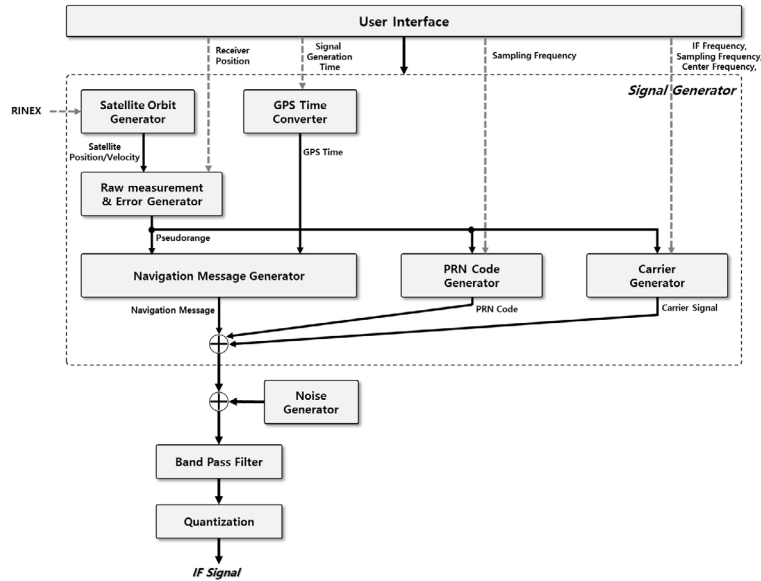 User Interface
Receiver
Position
Signal
Generation
Time
Sampling Frequency
IF Frequency,
Sampling Frequency,
Center Frequency,
Signal Generator
RINEX
Satellite Orbit
Generator
GPS Time
Converter
Satellite
Position/Velocity
GPS Time
Raw measurement
& Error Generator
Pseudorange
Navigation Message Generator
PRN Code
Generator
Carrier
Generator
Navigation Message
PRN Code
Carrier Signal
Noise
Generator
Band Pass Filter
Quantization
IF Signal